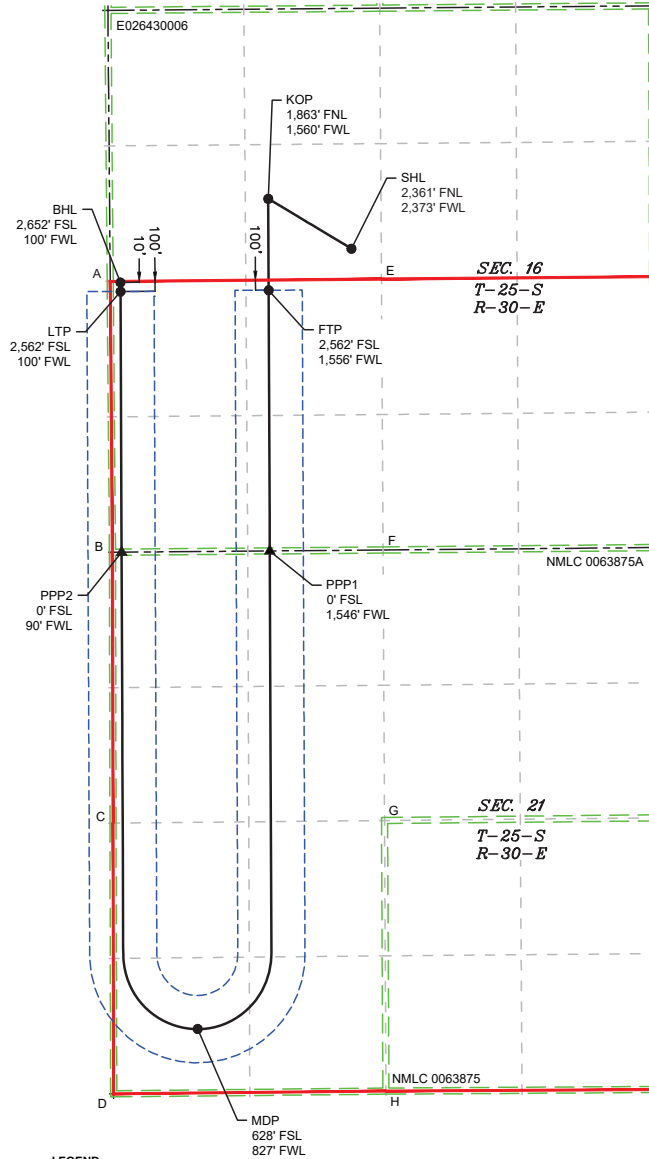 E026430006
KOP
1,863' FNL
1,560' FWL
SHL
2,361' FNL
2,373' FWL
BHL
2,652' FSL
100' FWL
10'
100'
100'
A
E
SEC. 16
T-25-S
R-30-E
LTP
2,562' FSL
100' FWL
FTP
2,562' FSL
1,556' FWL
B
F
NMLC 0063875A
PPP2
0' FSL
90' FWL
PPP1
0' FSL
1,546' FWL
C
G
SEC. 21
T-25-S
R-30-E
NMLC 0063875
D
H
MDP
628' FSL
827' FWL
LEGEND